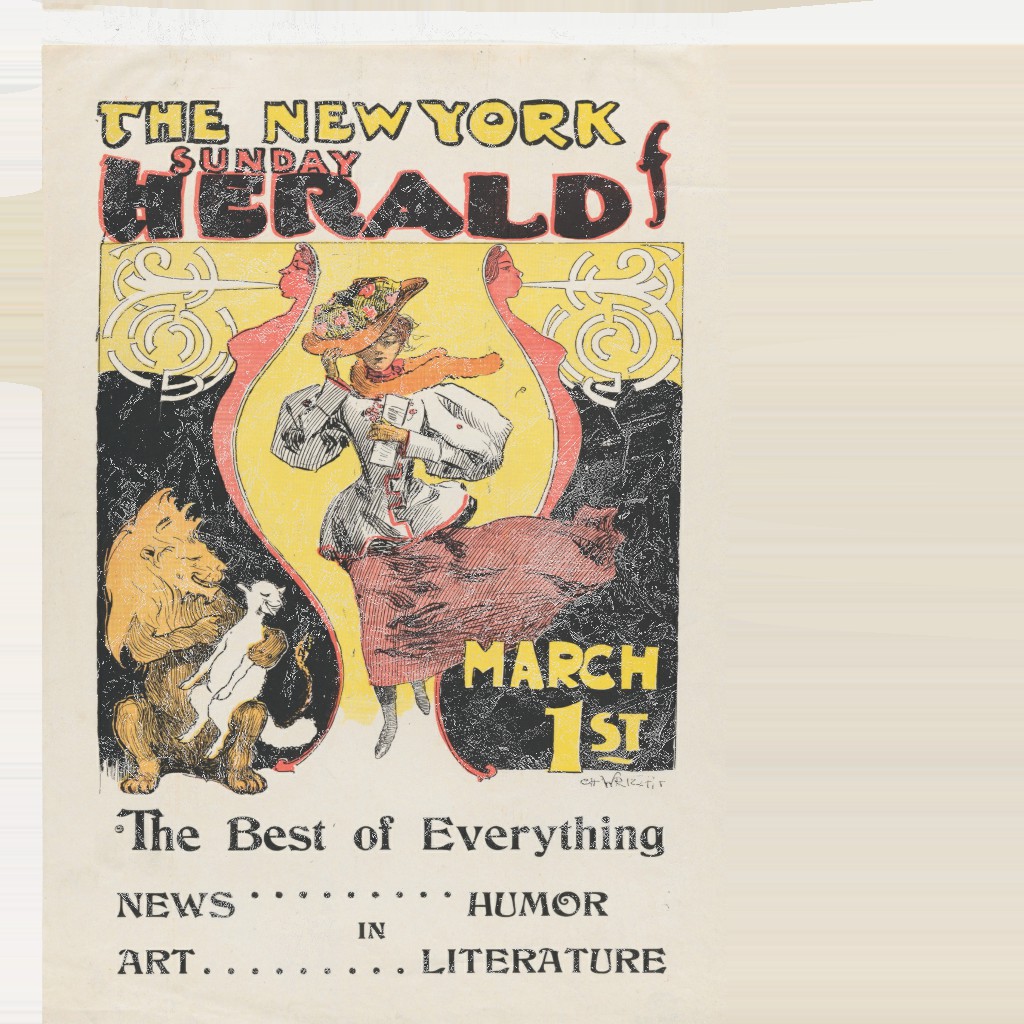 THE NEW YORK
SUNDAY
HERALD
MARCH
1ST
The Best of Everything
NEWS ......... HUMOR
IN
ART.......... LITERATURE